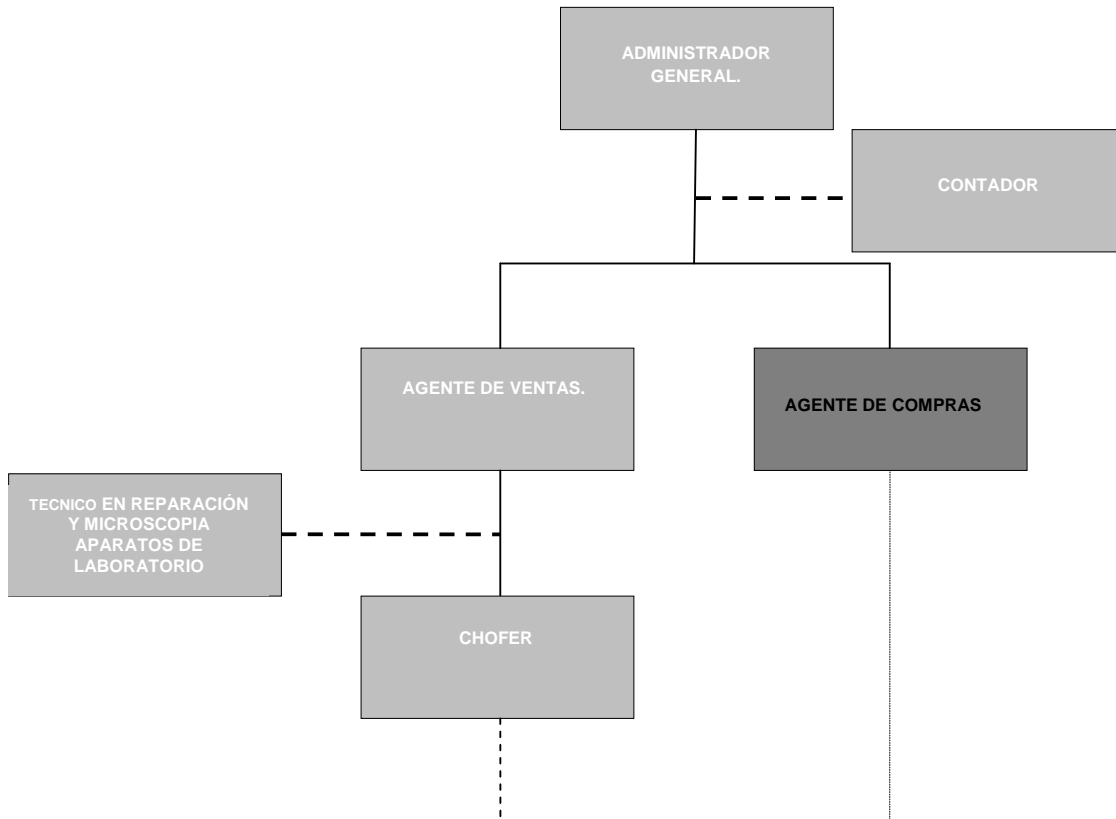 ADMINISTRADOR
GENERAL.
CONTADOR
AGENTE DE VENTAS.
AGENTE DE COMPRAS
TECNICO EN REPARACIÓN
Y MICROSCOPIA
APARATOS DE
LABORATORIO
CHOFER